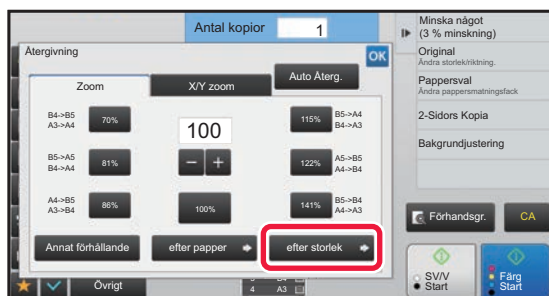 Antal kopior
1
Minska något
(3 % minskning)
Original
Ändra storlek/riktning.
Pappersval
Ändra pappersmatningsfack
2-Sidors Kopia
Bakgrundjustering
Förhandsgr.
CA
SV/V
Start
Färg
Start
Återgivning
OK
Zoom
X/Y zoom
Auto Återg.
B4->B5
A3->A4
70%
100
115%
B5->A4
B4->A3
B5->A5
B4->A4
81%
122%
A5->B5
A4->B4
A4->B5
A3->B4
86%
100%
141%
B5->B4
A4->A3
Annat förhållande
efter papper
efter storlek
Övrigt
4
A3